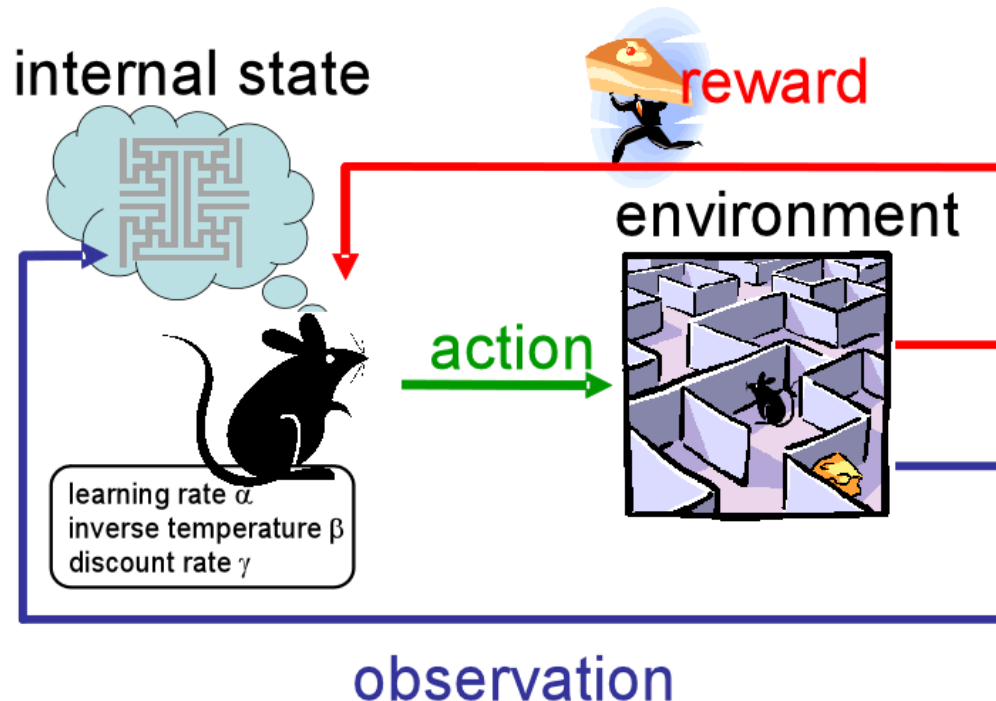 internal state
reward
environment
action
learning rate α
inverse temperature β
discount rate γ
observation